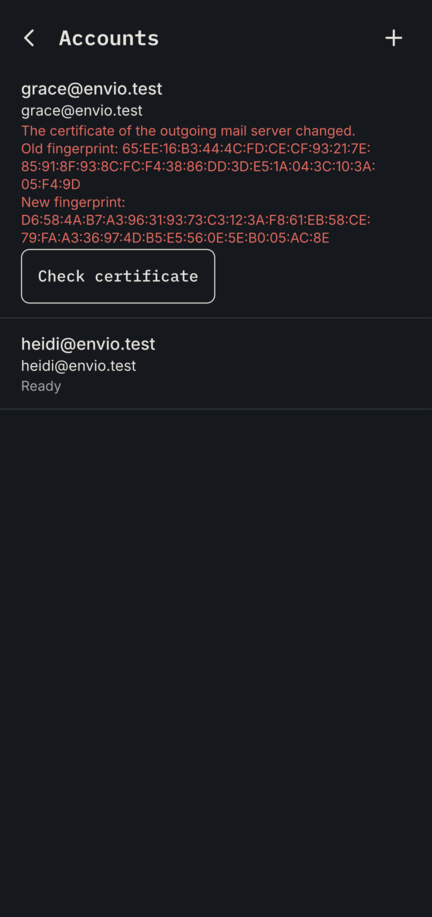 Accounts
grace@envio.test
grace@envio.test
The certificate of the outgoing mail server changed.
Old fingerprint: 65:EE:16:B3:44:4C:FD:CE:CF:93:21:7E:
85:91:8F:93:8C:FC:F4:38:86:DD:3D:E5:1A:04:3C:10:3A:
05:F4:9D
New fingerprint:
D6:58:4A:B7:A3:96:31:93:73:C3:12:3A:F8:61:EB:58:CE:
79:FA:A3:36:97:4D:B5:E5:56:0E:5E:B0:05:AC:8E
Check certificate
heidi@envio.test
heidi@envio.test
Ready